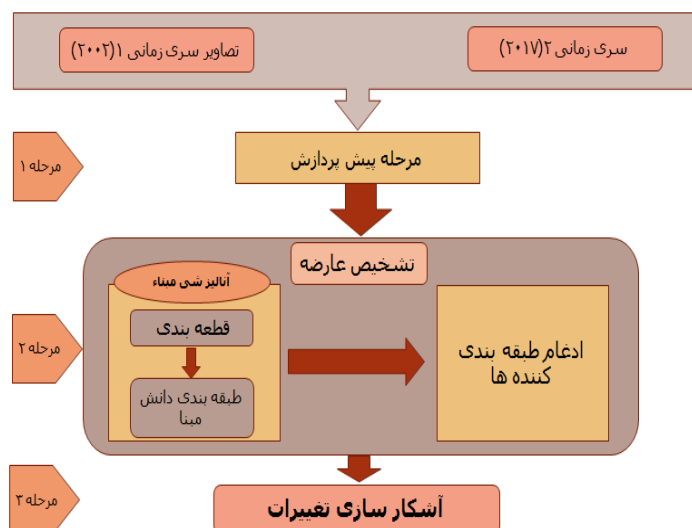 سری زمانی ۲(۲۰۱۷)
تصاویر سری زمانی ۱(۲۰۰۲)
مرحله ۱
مرحله پیش پردازش
تشخیص عارضه
آنالیز شی مبناء
قطعه بندی
طبقه بندی دانش
مبنا
ادغام طبقه بندی
کننده ها
مرحله ۲
مرحله ۳
آشکار سازی تغییرات